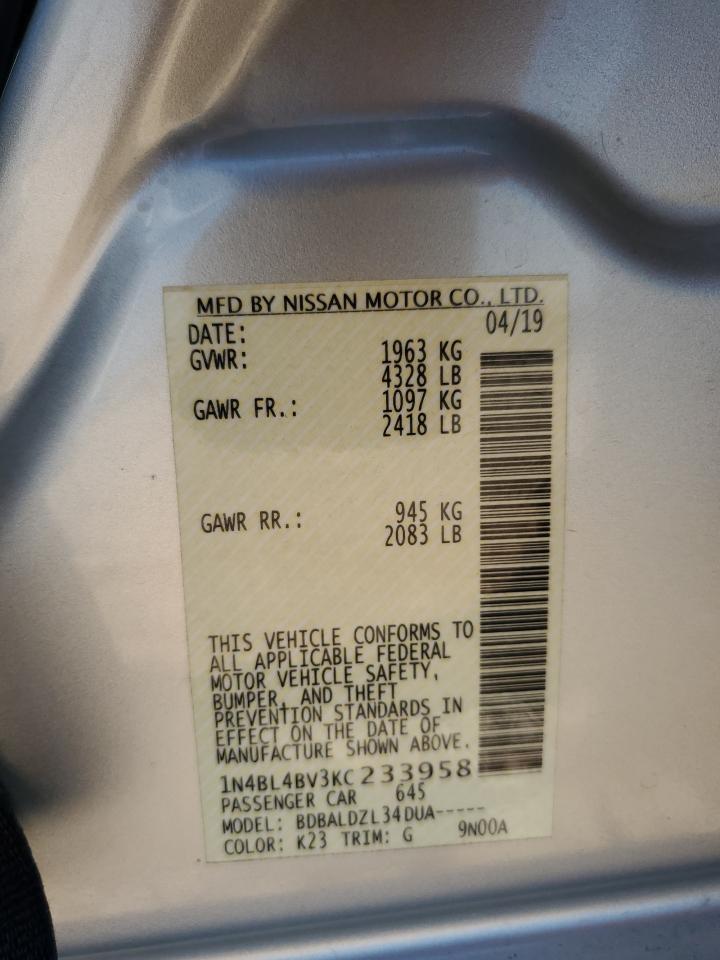 MFD BY NISSAN MOTOR CO., LTD.
DATE: 04/19
GVWR: 1963 KG
4328 LB
GAWR FR.: 1097 KG
2418 LB
GAWR RR.: 945 KG
2083 LB
THIS VEHICLE CONFORMS TO
ALL APPLICABLE FEDERAL
MOTOR VEHICLE SAFETY,
BUMPER, AND THEFT
PREVENTION STANDARDS IN
EFFECT ON THE DATE OF
MANUFACTURE SHOWN ABOVE.
1N4BL4BV3KC233958
PASSENGER CAR 645
MODEL: BDBALDZL34DUA-----
COLOR: K23 TRIM: G 9N00A